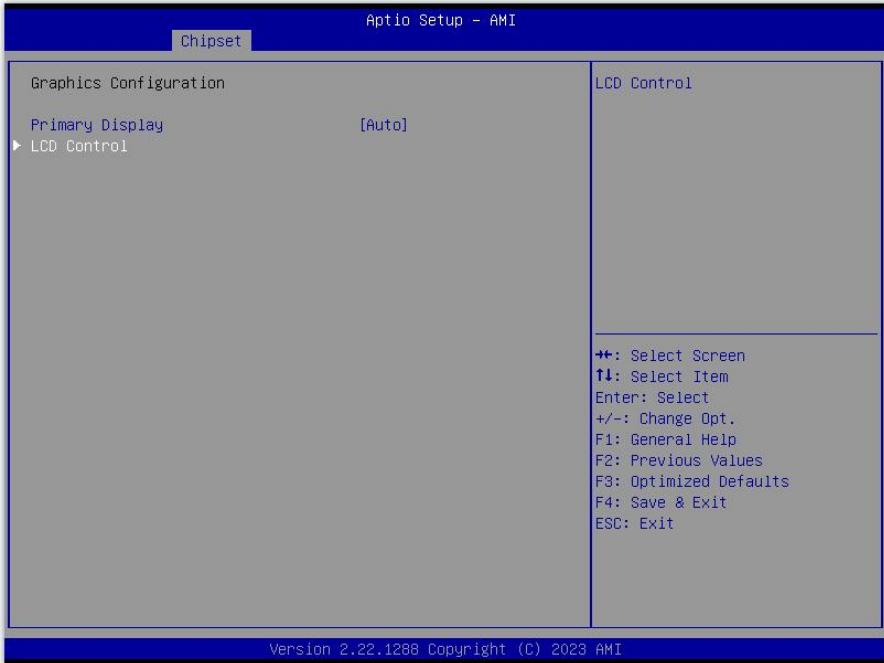 Aptio Setup – AMI
Chipset
Graphics Configuration
Primary Display [Auto]
LCD Control
LCD Control
→←: Select Screen
↑↓: Select Item
Enter: Select
+/-: Change Opt.
F1: General Help
F2: Previous Values
F3: Optimized Defaults
F4: Save & Exit
ESC: Exit
Version 2.22.1288 Copyright (C) 2023 AMI